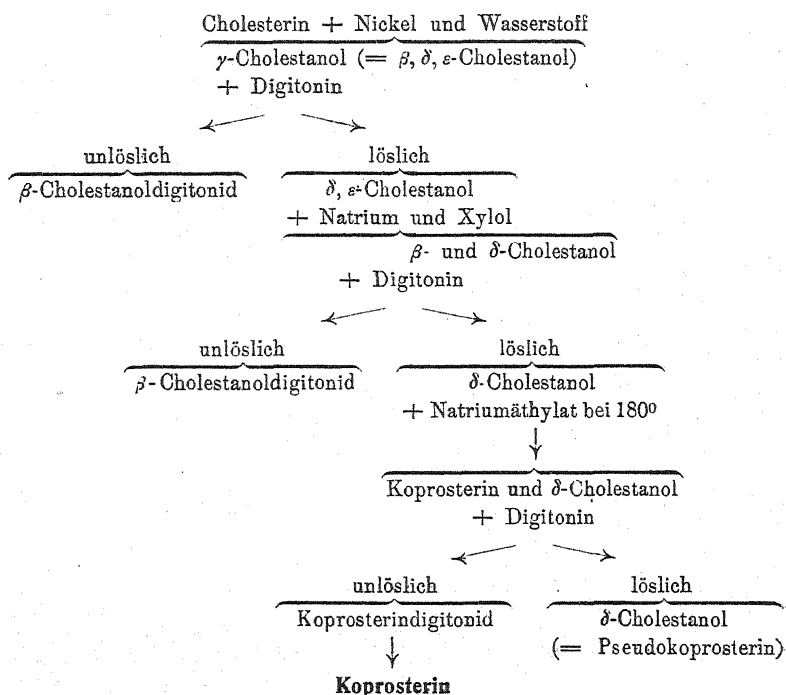 Cholesterin + Nickel und Wasserstoff
γ-Cholestanol (= β, δ, ε-Cholestanol)
+ Digitonin
unlöslich löslich
β-Cholestanoldigitonid δ, ε-Cholestanol
+ Natrium und Xylol
β- und δ-Cholestanol
+ Digitonin
unlöslich löslich
β-Cholestanoldigitonid δ-Cholestanol
+ Natriumäthylat bei 180⁰
Koprosterin und δ-Cholestanol
+ Digitonin
unlöslich löslich
Koprosterindigitonid δ-Cholestanol
(= Pseudokoprosterin)
Koprosterin